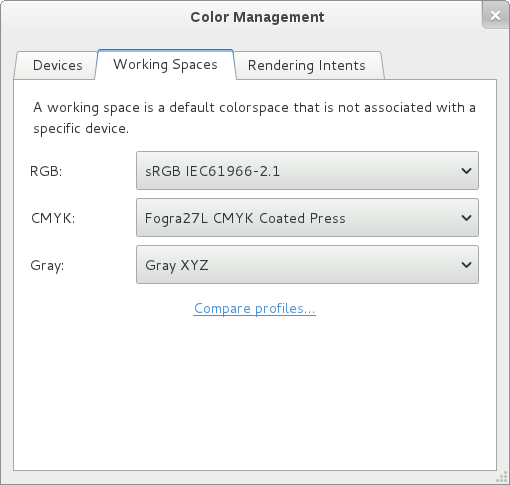 Color Management
Devices
Working Spaces
Rendering Intents
A working space is a default colorspace that is not associated with a
specific device.
RGB:
sRGB IEC61966-2.1
CMYK:
Fogra27L CMYK Coated Press
Gray:
Gray XYZ
Compare profiles...